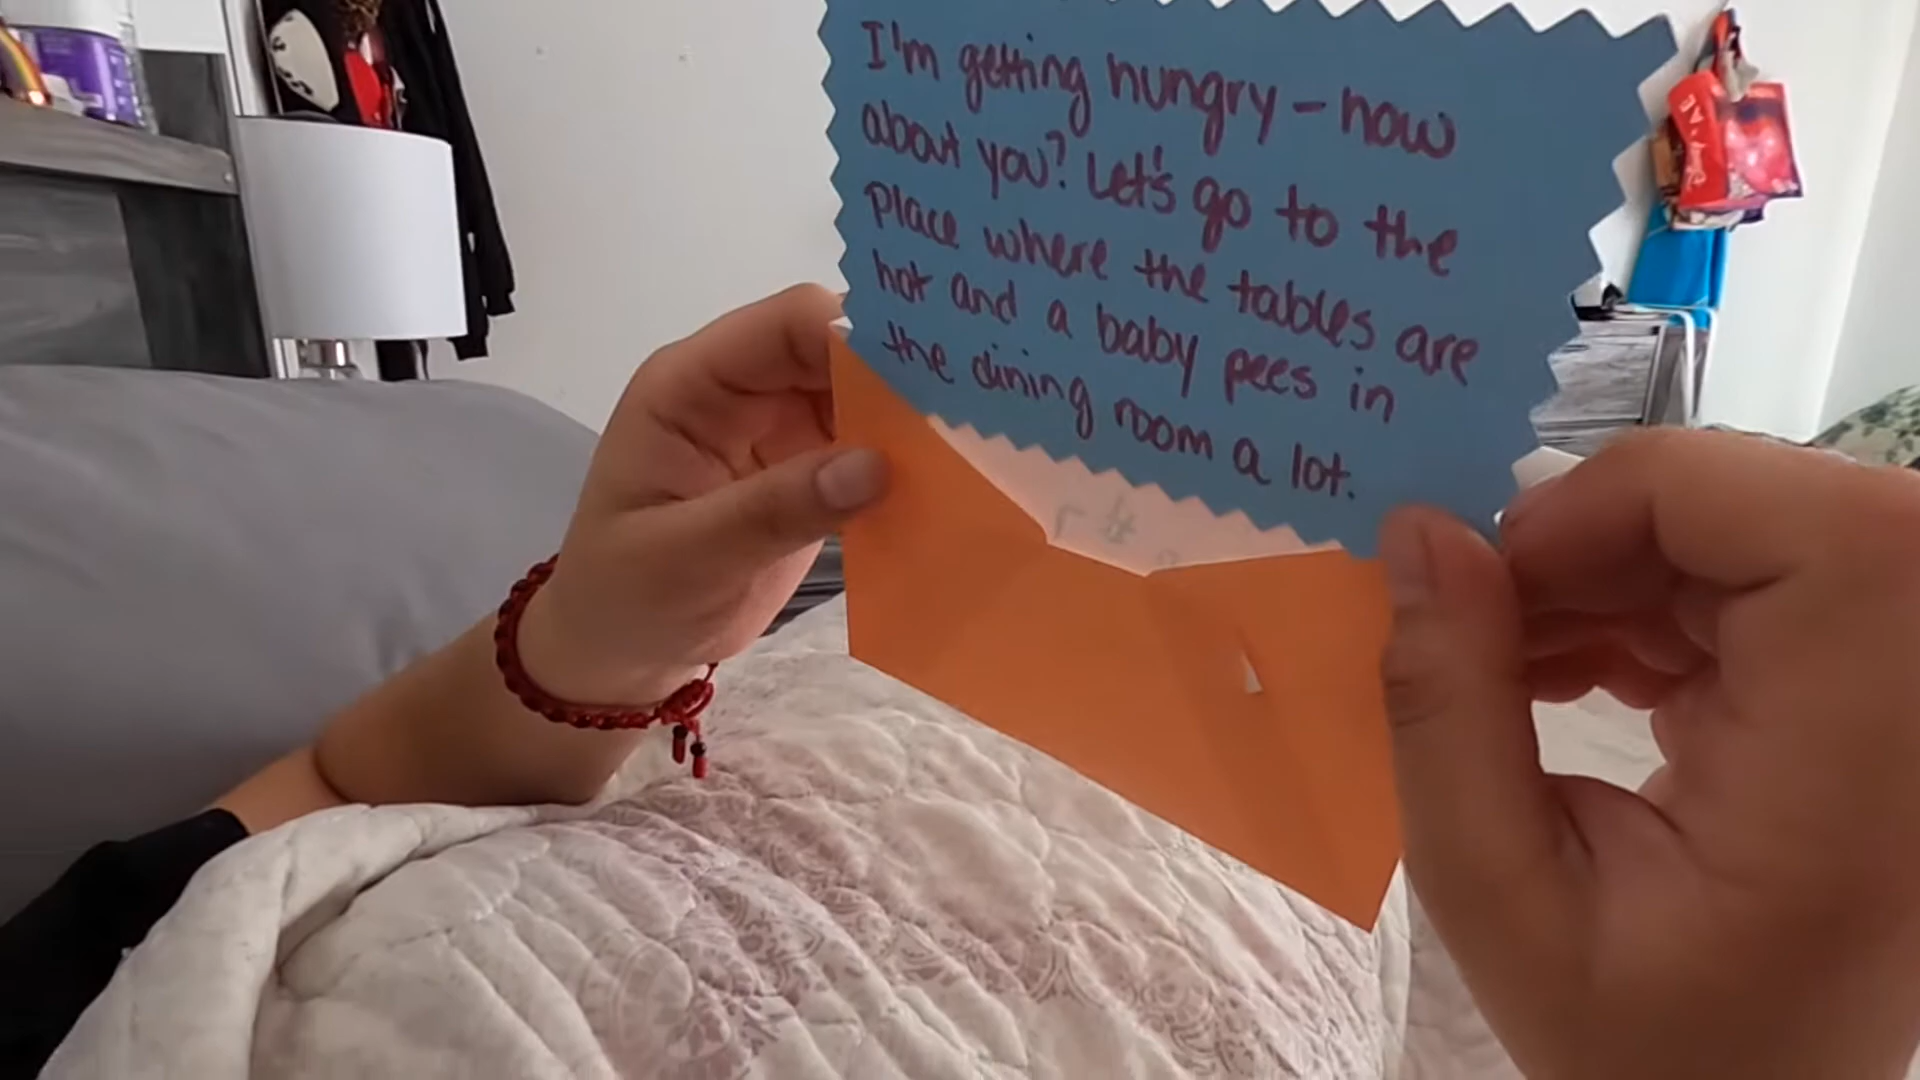 I'm getting hungry - how
about you? Let's go to the
place where the tables are
hot and a baby pees in
the dining room a lot.